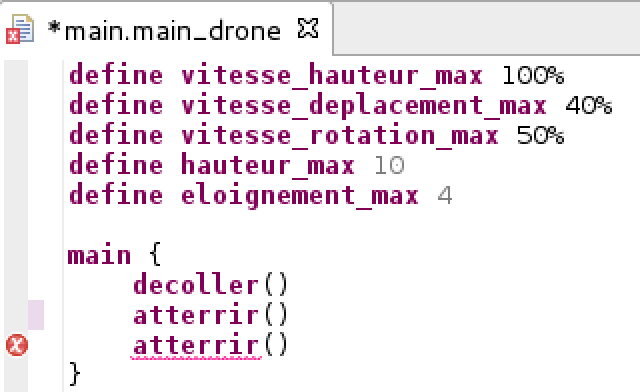 *main.main_drone
define vitesse_hauteur_max 100%
define vitesse_deplacement_max 40%
define vitesse_rotation_max 50%
define hauteur_max 10
define eloignement_max 4
main {
decoller()
atterrir()
atterrir()
}